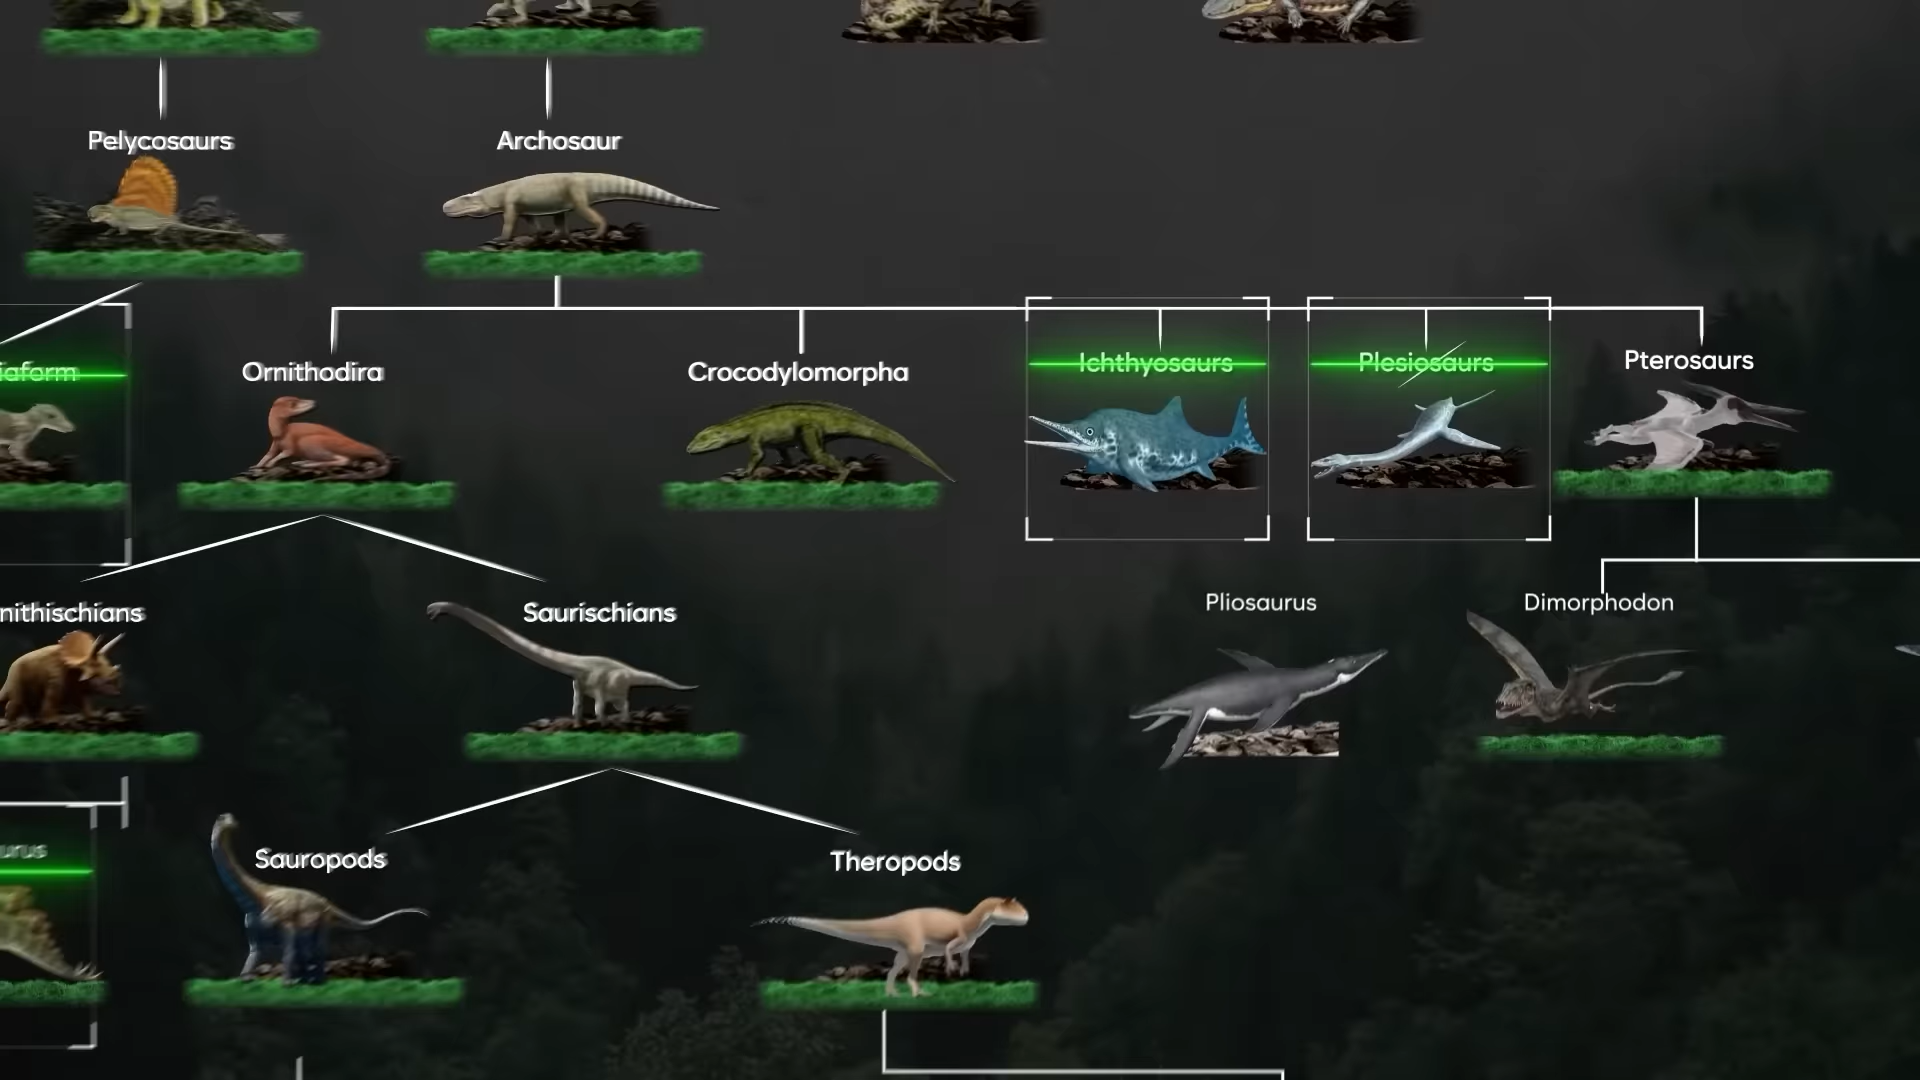 Pelycosaurs
Archosaur
Ornithodira
Crocodylomorpha
Ichthyosaurs
Plesiosaurs
Pterosaurs
Saurischians
Pliosaurus
Dimorphodon
Sauropods
Theropods